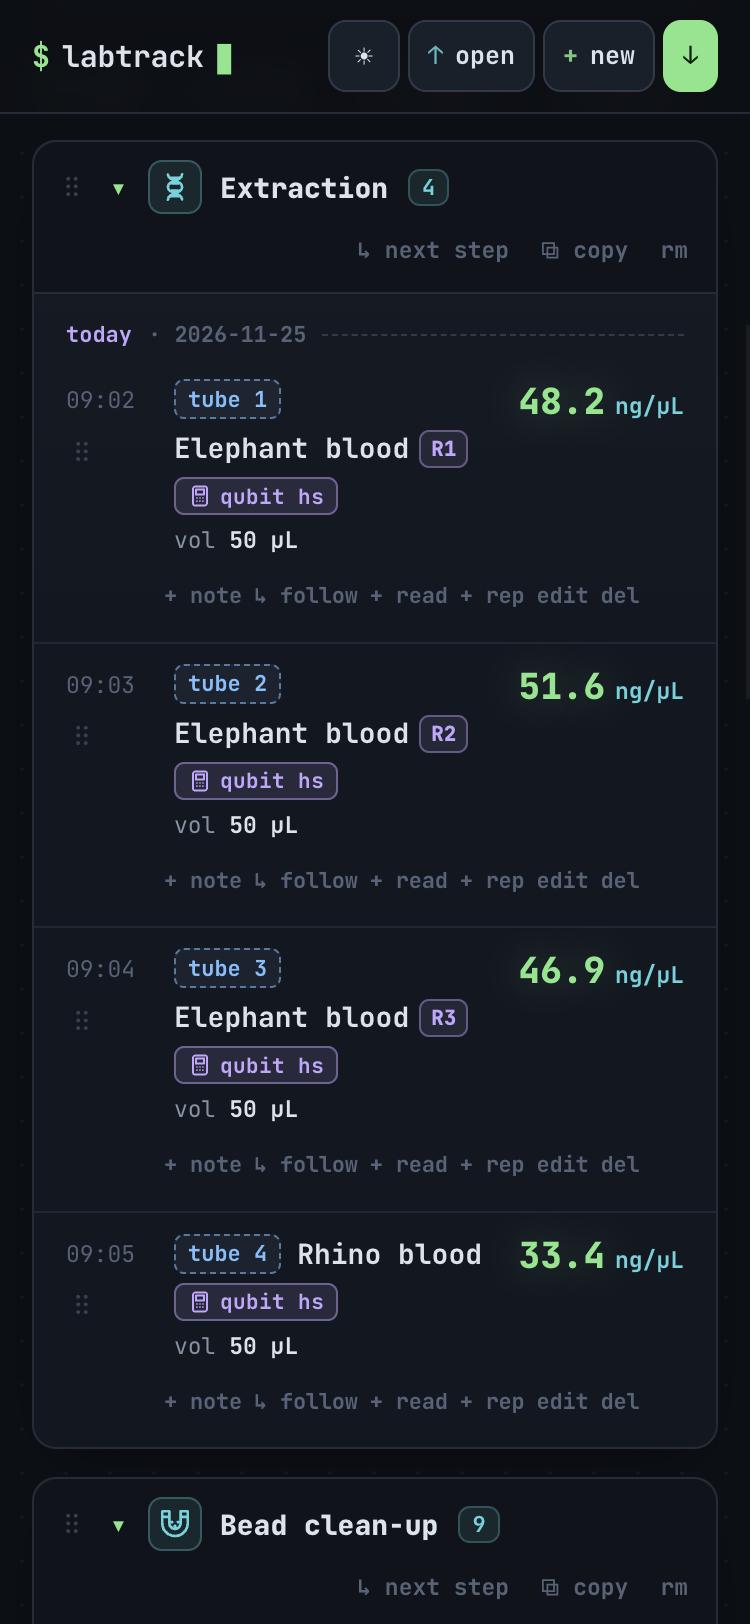 $ labtrack
☀ ↑ open + new ↓
▼ Extraction 4
↳ next step copy rm
today · 2026-11-25
09:02 tube 1 48.2 ng/µL
Elephant blood R1
qubit hs
vol 50 µL
+ note ↳ follow + read + rep edit del
09:03 tube 2 51.6 ng/µL
Elephant blood R2
qubit hs
vol 50 µL
+ note ↳ follow + read + rep edit del
09:04 tube 3 46.9 ng/µL
Elephant blood R3
qubit hs
vol 50 µL
+ note ↳ follow + read + rep edit del
09:05 tube 4 Rhino blood 33.4 ng/µL
qubit hs
vol 50 µL
+ note ↳ follow + read + rep edit del
▼ Bead clean-up 9
↳ next step copy rm